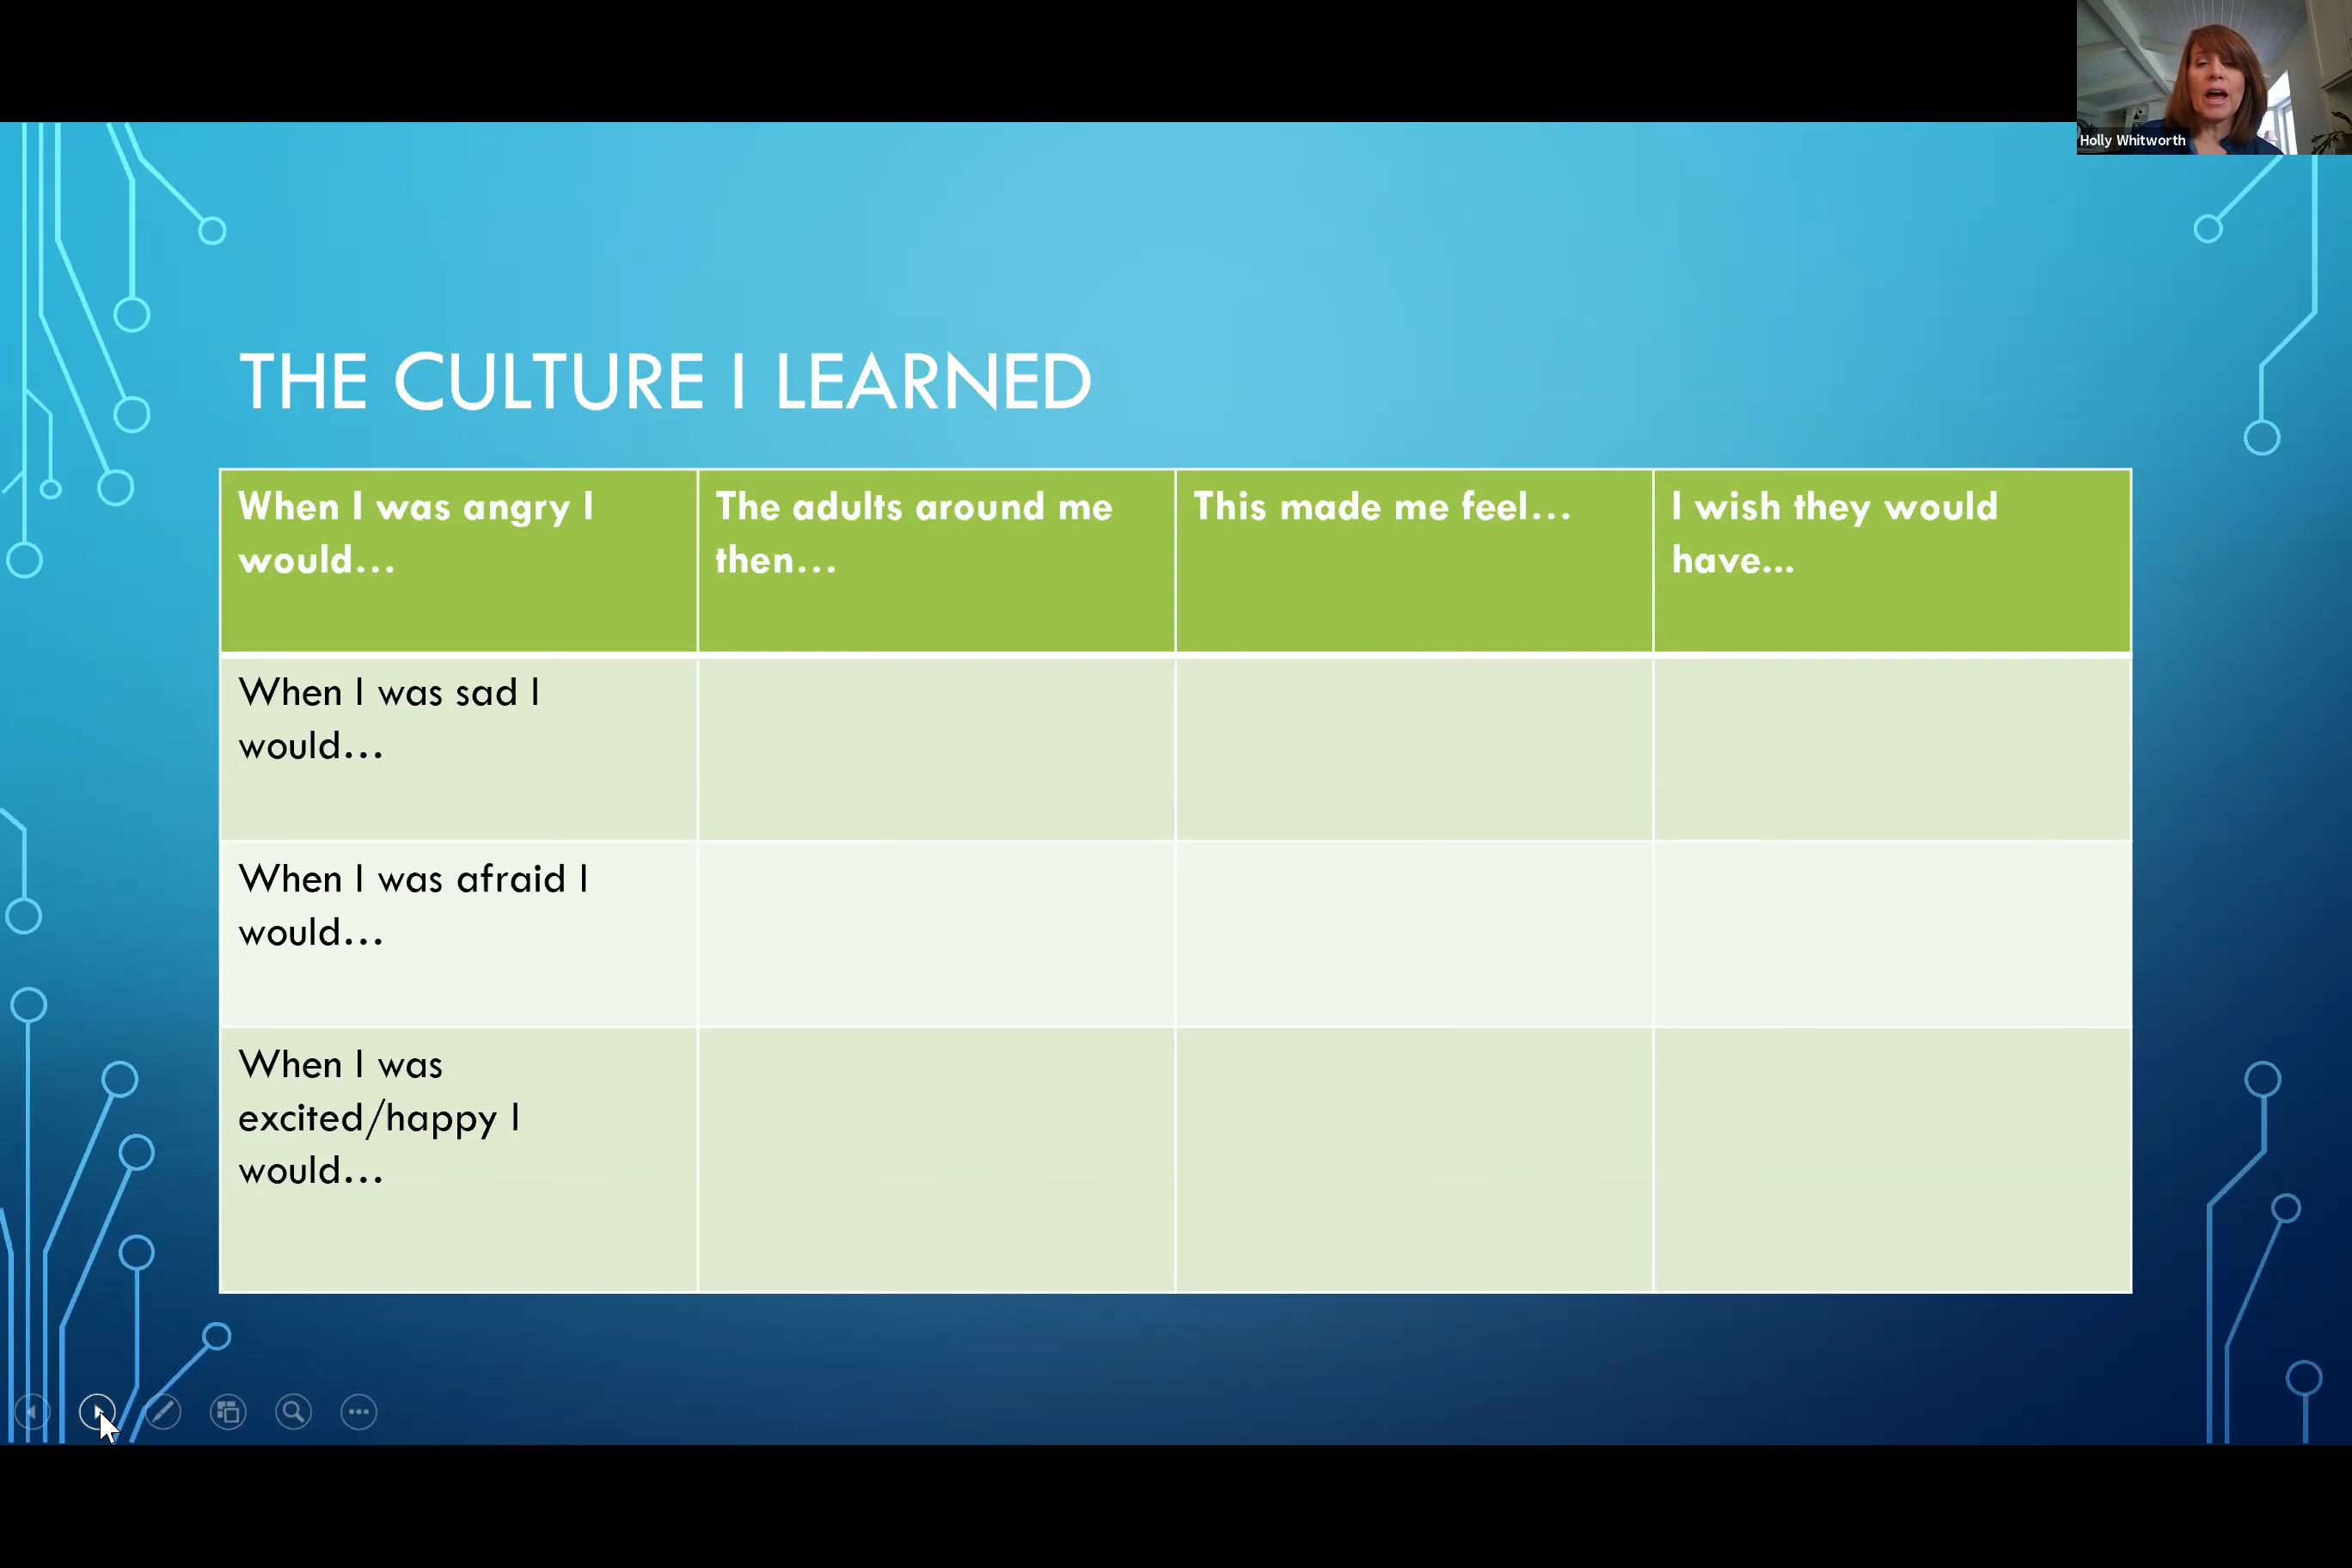 Holly Whitworth
THE CULTURE I LEARNED
When I was angry I
would…
The adults around me
then…
This made me feel…
I wish they would
have...
When I was sad I
would…
When I was afraid I
would…
When I was
excited/happy I
would…